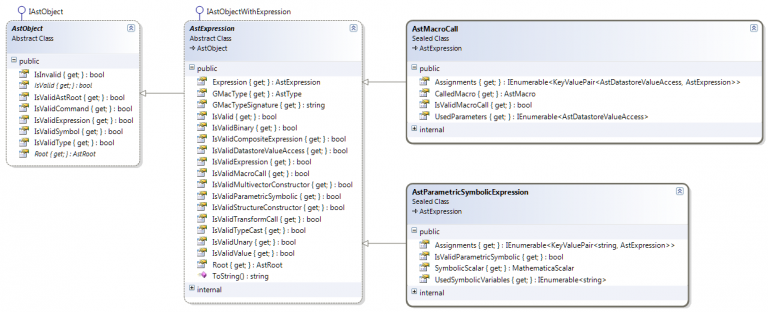 IAstObject
AstObject
Abstract Class
public
IsInvalid { get; } : bool
IsValid { get; } : bool
IsValidAstRoot { get; } : bool
IsValidCommand { get; } : bool
IsValidExpression { get; } : bool
IsValidSymbol { get; } : bool
IsValidType { get; } : bool
Root { get; } : AstRoot
IAstObjectWithExpression
AstExpression
Abstract Class
AstObject
public
Expression { get; } : AstExpression
GMacType { get; } : AstType
GMacTypeSignature { get; } : string
IsValid { get; } : bool
IsValidBinary { get; } : bool
IsValidCompositeExpression { get; } : bool
IsValidDatastoreValueAccess { get; } : bool
IsValidExpression { get; } : bool
IsValidMacroCall { get; } : bool
IsValidMultivectorConstructor { get; } : bool
IsValidParametricSymbolic { get; } : bool
IsValidStructureConstructor { get; } : bool
IsValidTransformCall { get; } : bool
IsValidTypeCast { get; } : bool
IsValidUnary { get; } : bool
IsValidValue { get; } : bool
Root { get; } : AstRoot
ToString() : string
internal
AstMacroCall
Sealed Class
AstExpression
public
Assignments { get; } : IEnumerable<KeyValuePair<AstDatastoreValueAccess, AstExpression>>
CalledMacro { get; } : AstMacro
IsValidMacroCall { get; } : bool
UsedParameters { get; } : IEnumerable<AstDatastoreValueAccess>
internal
AstParametricSymbolicExpression
Sealed Class
AstExpression
public
Assignments { get; } : IEnumerable<KeyValuePair<string, AstExpression>>
IsValidParametricSymbolic { get; } : bool
SymbolicScalar { get; } : MathematicaScalar
UsedSymbolicVariables { get; } : IEnumerable<string>
internal